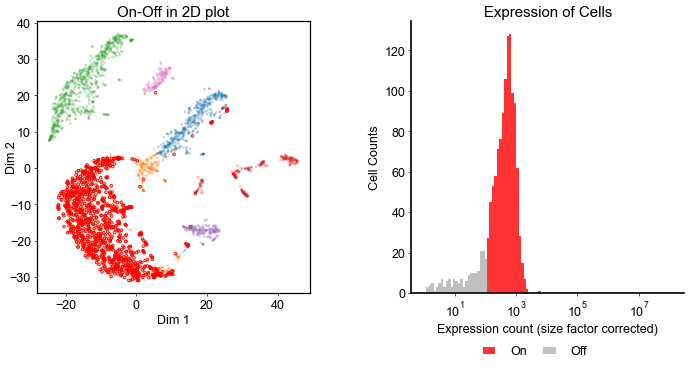 On-Off in 2D plot
Expression of Cells
40
30
20
10
0
−10
−20
−30
Dim 2
−20 0 20 40
Dim 1
120
100
80
60
40
20
0
Cell Counts
10^1 10^3 10^5 10^7
Expression count (size factor corrected)
On Off